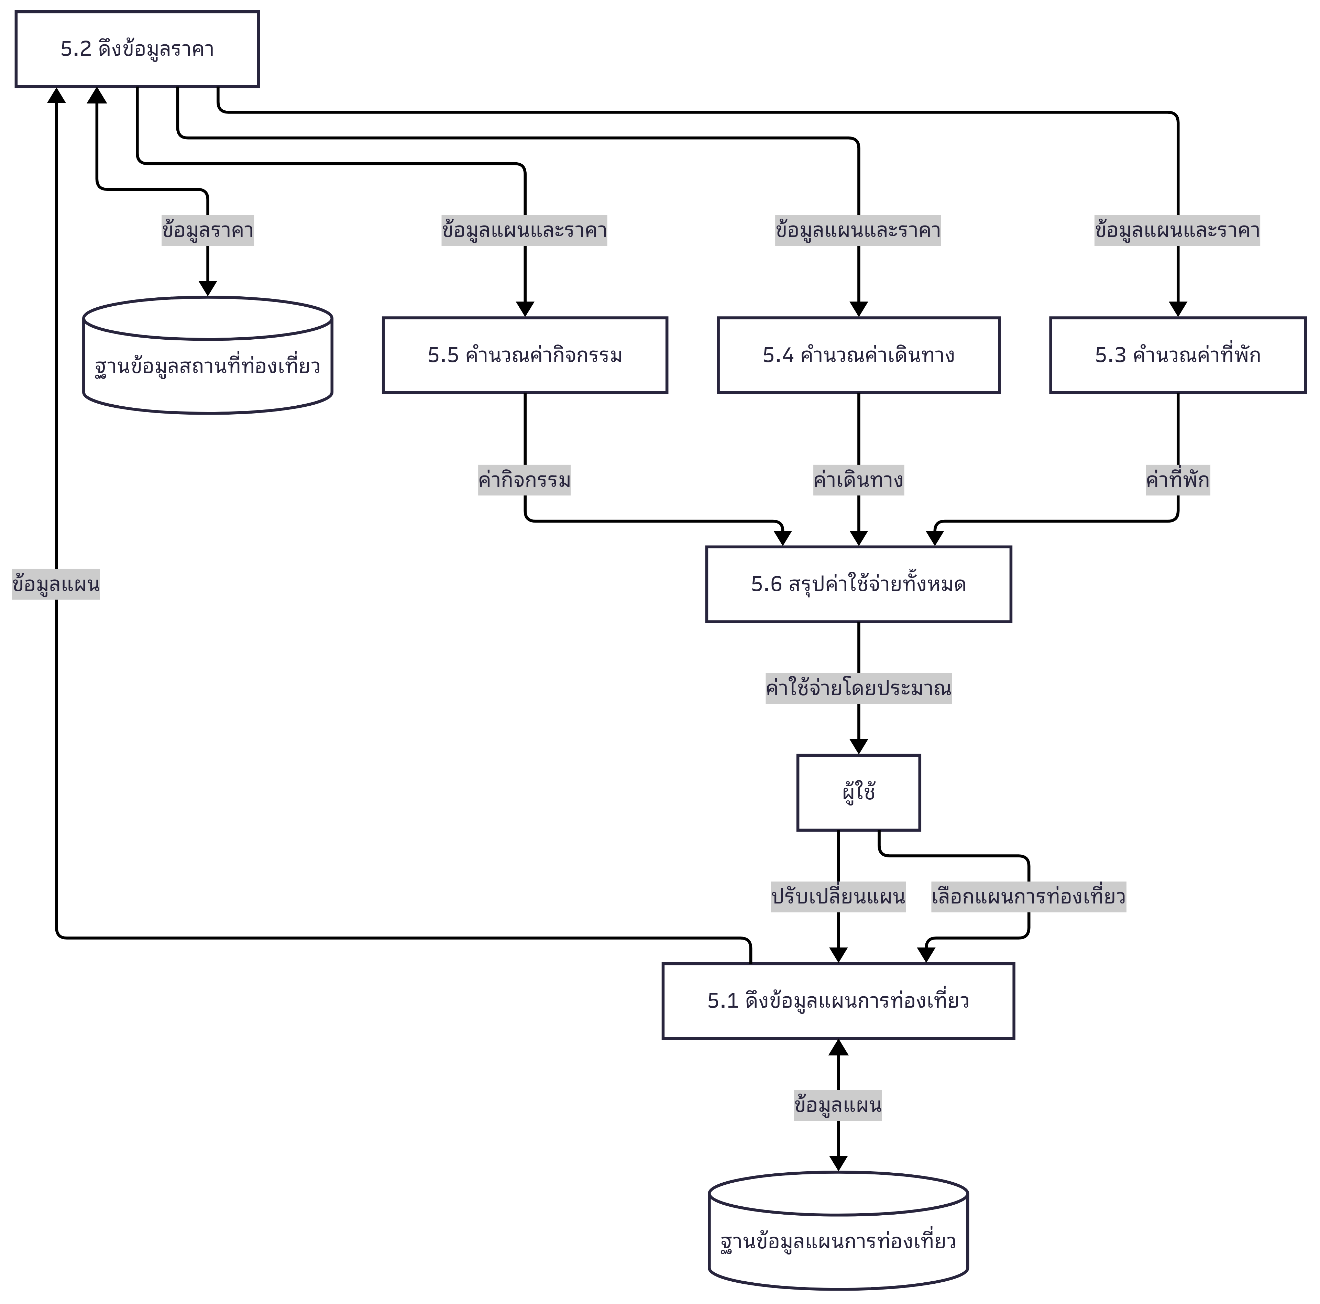 5.2 ดึงข้อมูลราคา
ข้อมูลราคา
ข้อมูลแผนและราคา
ข้อมูลแผนและราคา
ข้อมูลแผนและราคา
ฐานข้อมูลสถานที่ท่องเที่ยว
5.5 คำนวณค่ากิจกรรม
5.4 คำนวณค่าเดินทาง
5.3 คำนวณค่าที่พัก
ค่ากิจกรรม
ค่าเดินทาง
ค่าที่พัก
ข้อมูลแผน
5.6 สรุปค่าใช้จ่ายทั้งหมด
ค่าใช้จ่ายโดยประมาณ
ผู้ใช้
ปรับเปลี่ยนแผน
เลือกแผนการท่องเที่ยว
5.1 ดึงข้อมูลแผนการท่องเที่ยว
ข้อมูลแผน
ฐานข้อมูลแผนการท่องเที่ยว